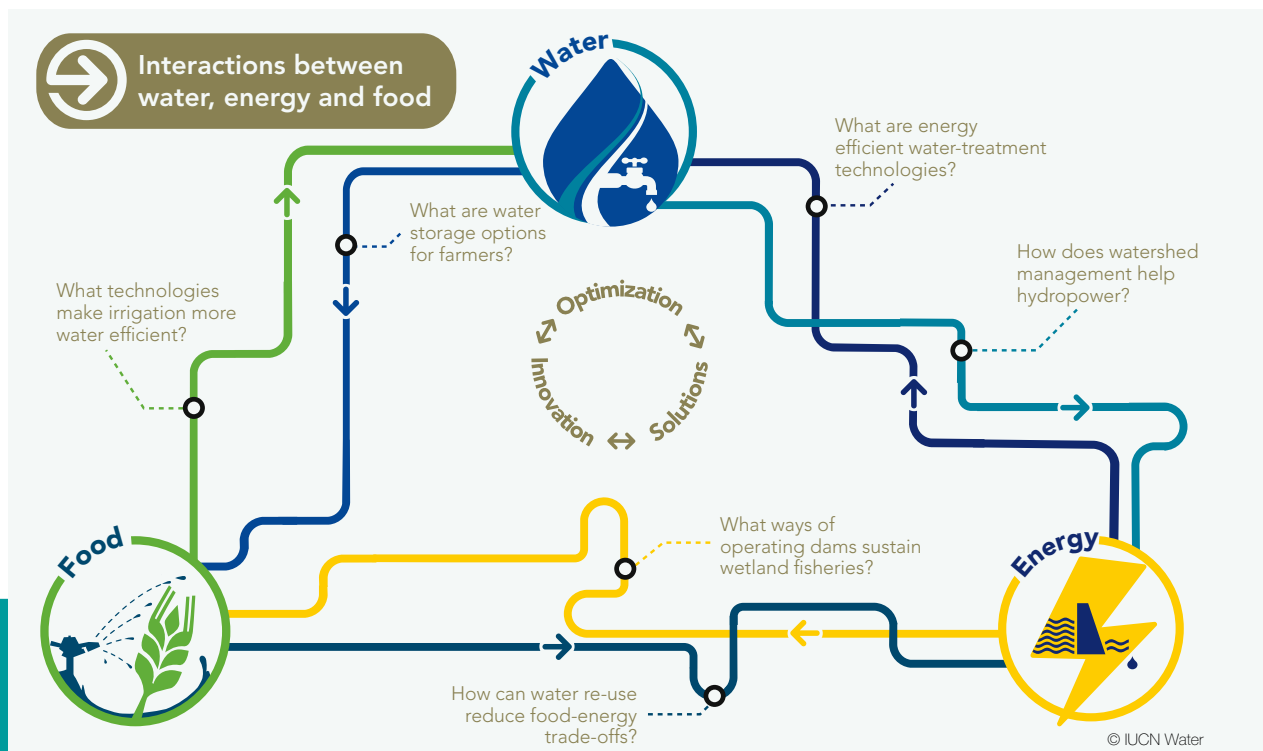 Interactions between
water, energy and food
Water
What are energy
efficient water-treatment
technologies?
What are water
storage options
for farmers?
How does watershed
management help
hydropower?
What technologies
make irrigation more
water efficient?
Optimization
Innovation
Solutions
What ways of
operating dams sustain
wetland fisheries?
Food
Energy
How can water re-use
reduce food-energy
trade-offs?
© IUCN Water